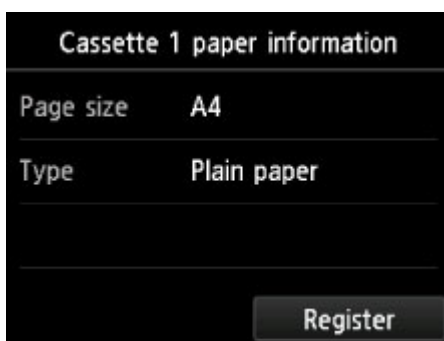 Cassette 1 paper information
Page size A4
Type Plain paper
Register